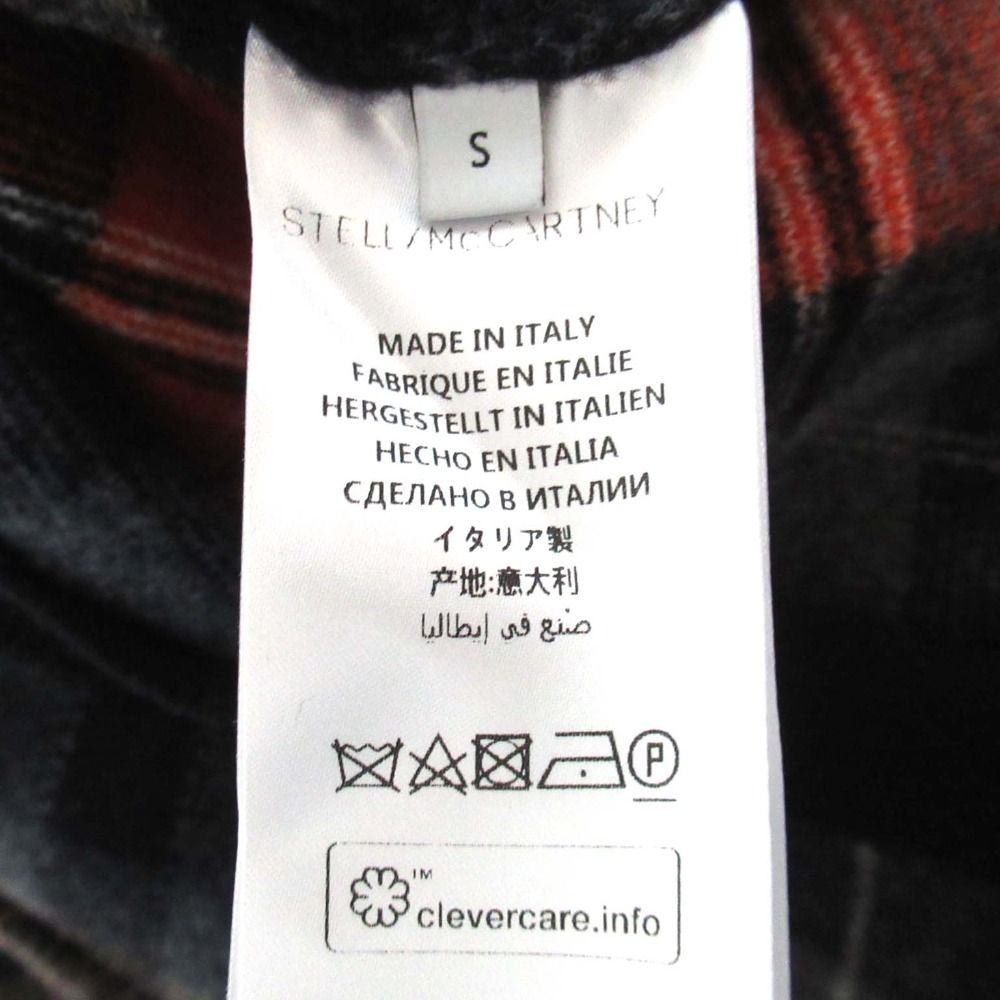 S
STELLA McCARTNEY
MADE IN ITALY
FABRIQUE EN ITALIE
HERGESTELLT IN ITALIEN
HECHO EN ITALIA
СДЕЛАНО В ИТАЛИИ
イタリア製
产地:意大利
صنع في إيطاليا
P
™
clevercare.info